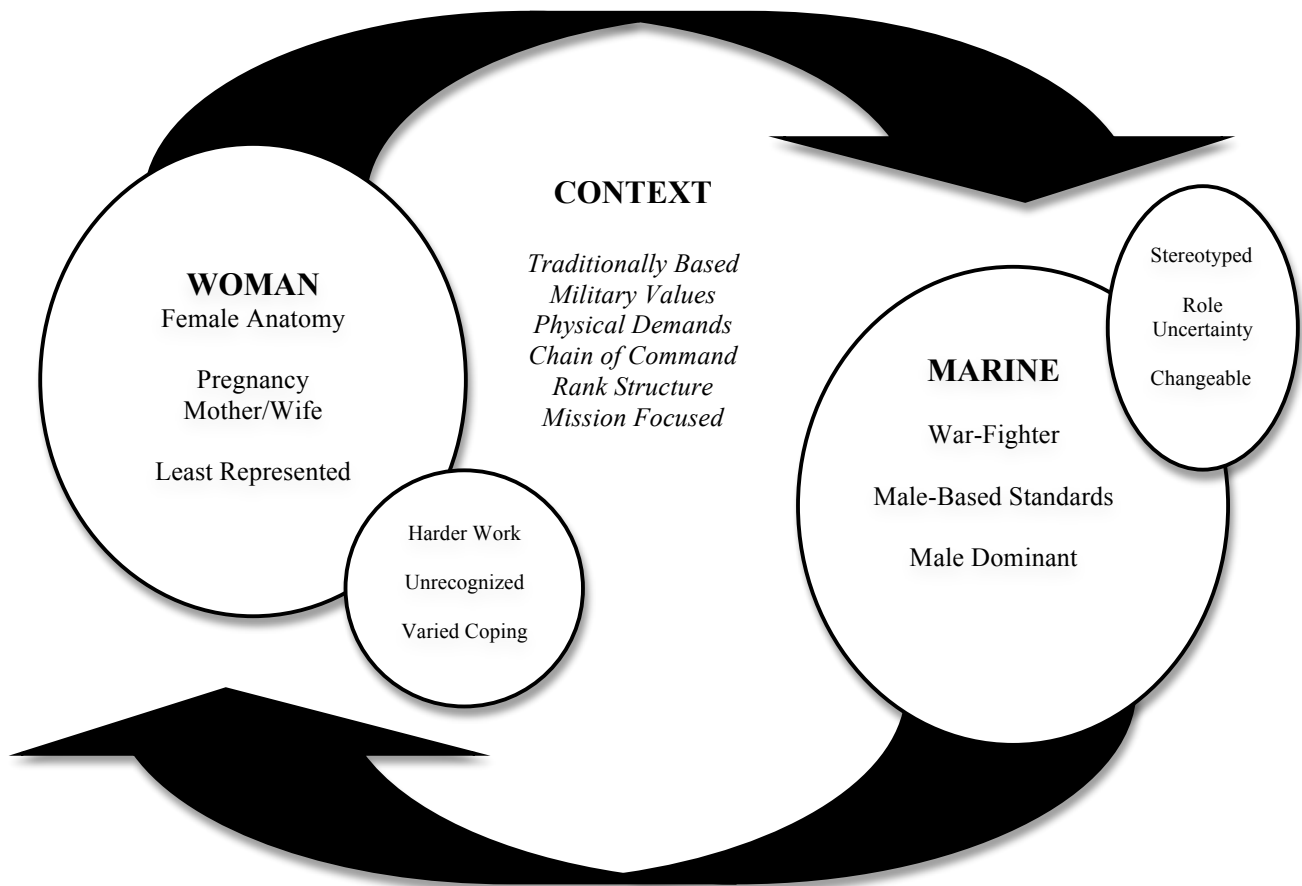 WOMAN
Female Anatomy
Pregnancy
Mother/Wife
Least Represented
Harder Work
Unrecognized
Varied Coping
CONTEXT
Traditionally Based
Military Values
Physical Demands
Chain of Command
Rank Structure
Mission Focused
MARINE
War-Fighter
Male-Based Standards
Male Dominant
Stereotyped
Role
Uncertainty
Changeable